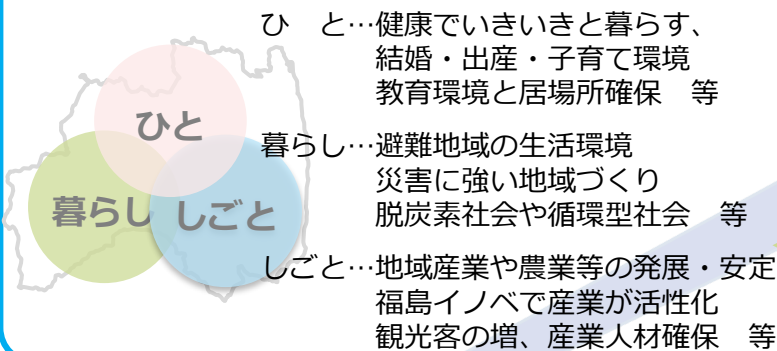 ひ　と…健康でいきいきと暮らす、
結婚・出産・子育て環境
教育環境と居場所確保　等
ひと
暮らし…避難地域の生活環境
災害に強い地域づくり
脱炭素社会や循環型社会　等
暮らし
しごと
しごと…地域産業や農業等の発展・安定
福島イノベで産業が活性化
観光客の増、産業人材確保　等